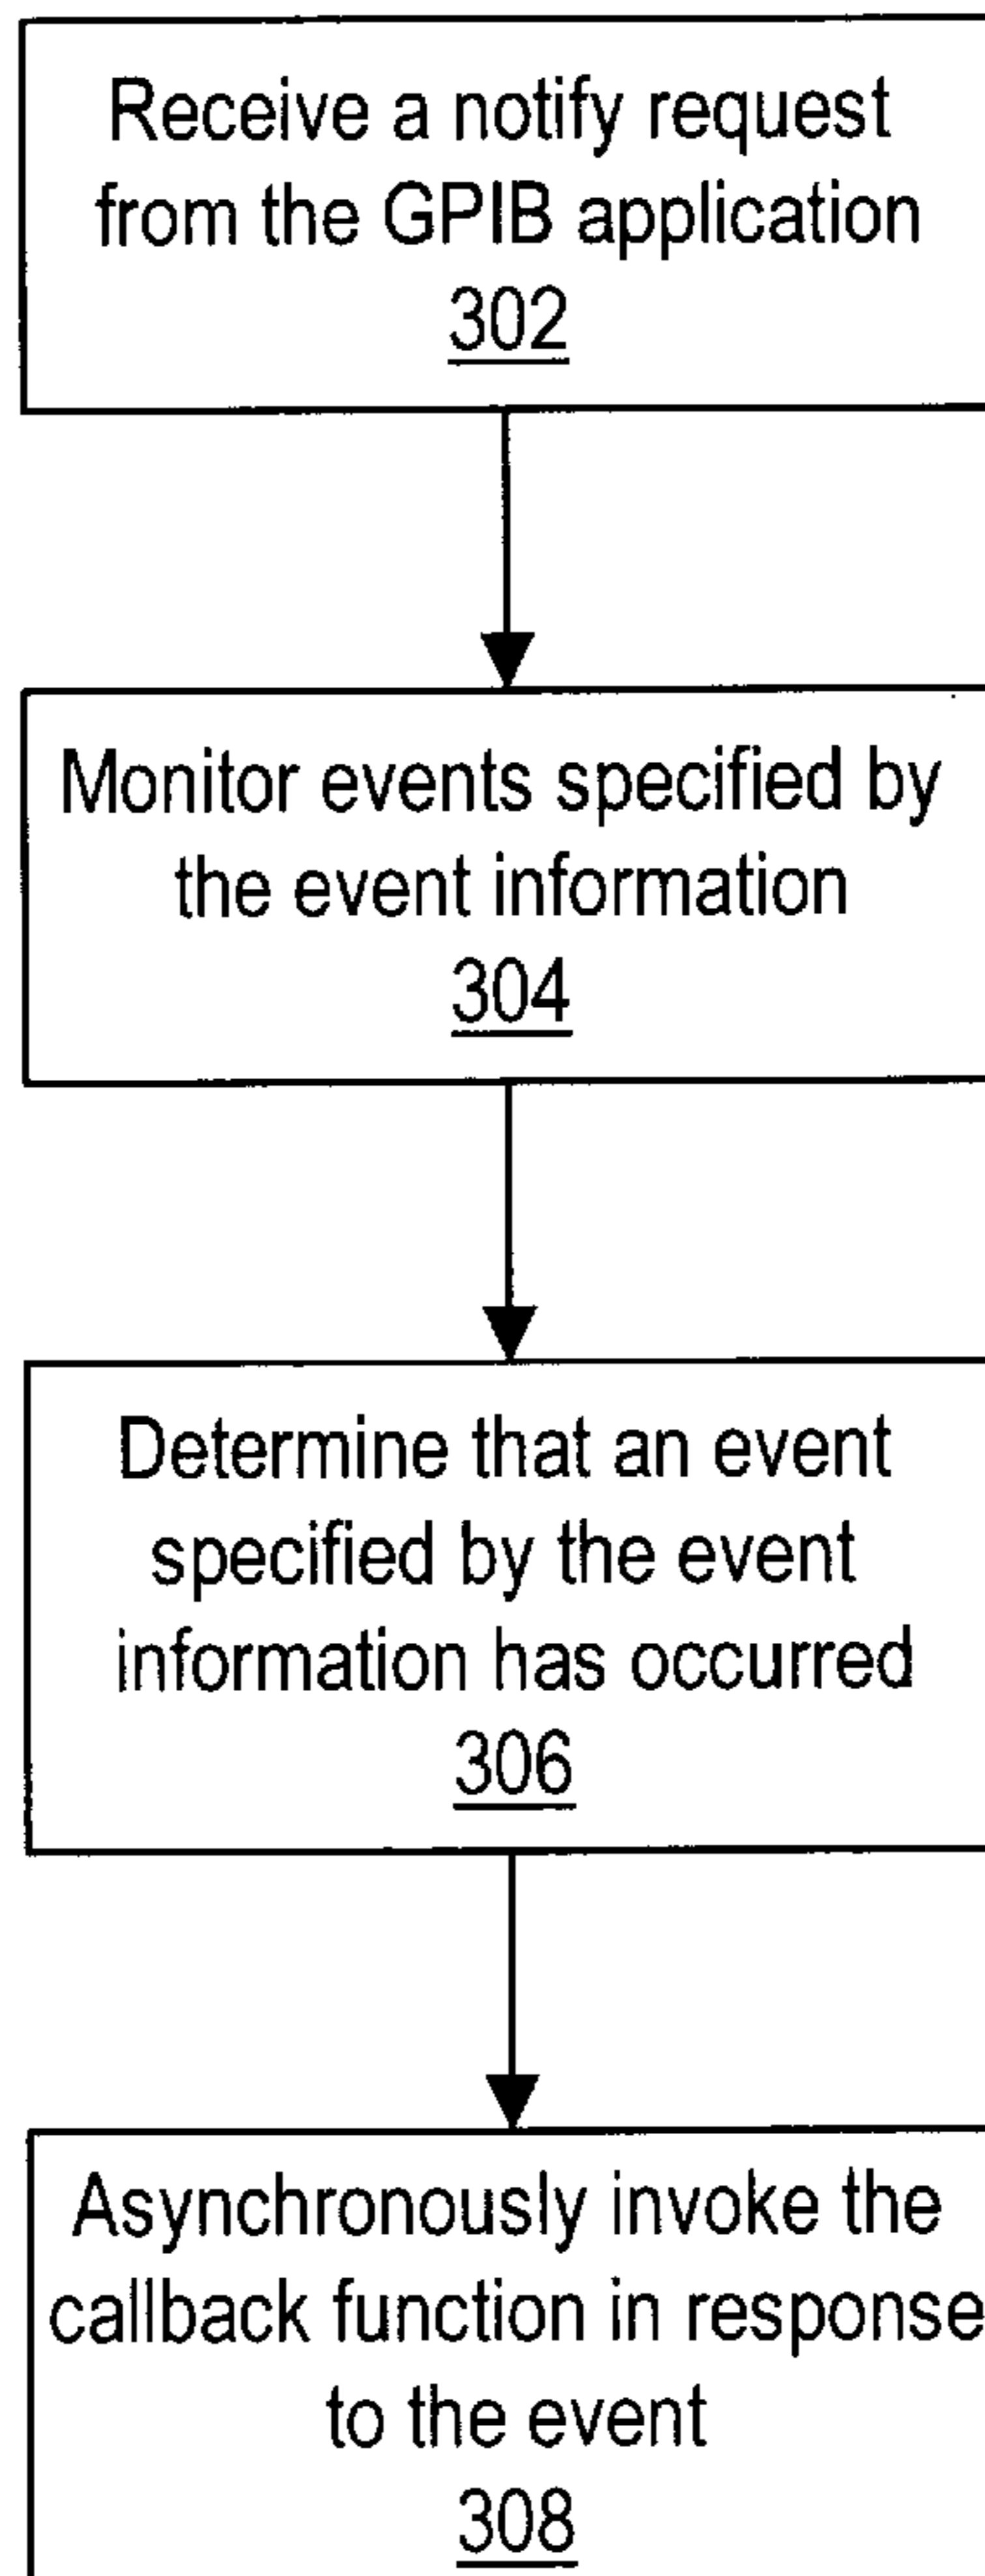 Receive a notify request
from the GPIB application
302
Monitor events specified by
the event information
304
Determine that an event
specified by the event
information has occurred
306
Asynchronously invoke the
callback function in response
to the event
308